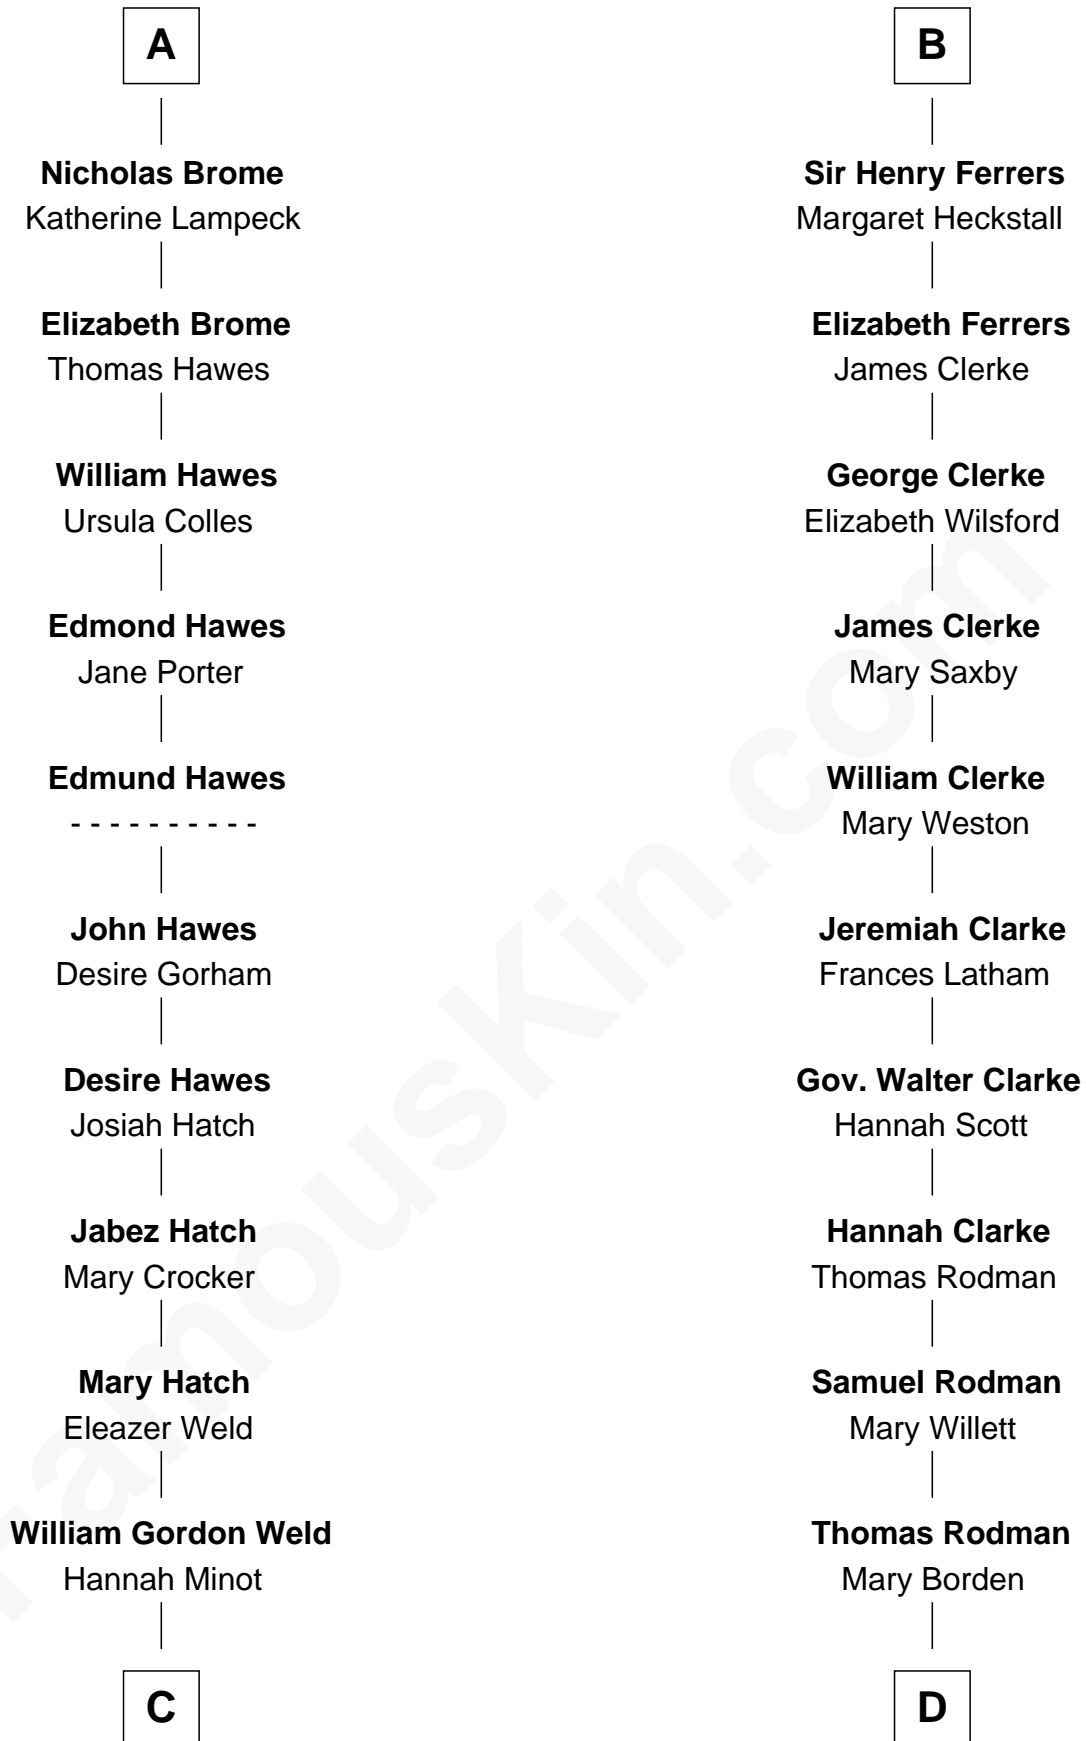 A
Nicholas Brome
Katherine Lampeck
Elizabeth Brome
Thomas Hawes
William Hawes
Ursula Colles
Edmond Hawes
Jane Porter
Edmund Hawes
- - - - - - - - - -
John Hawes
Desire Gorham
Desire Hawes
Josiah Hatch
Jabez Hatch
Mary Crocker
Mary Hatch
Eleazer Weld
William Gordon Weld
Hannah Minot
C
B
Sir Henry Ferrers
Margaret Heckstall
Elizabeth Ferrers
James Clerke
George Clerke
Elizabeth Wilsford
James Clerke
Mary Saxby
William Clerke
Mary Weston
Jeremiah Clarke
Frances Latham
Gov. Walter Clarke
Hannah Scott
Hannah Clarke
Thomas Rodman
Samuel Rodman
Mary Willett
Thomas Rodman
Mary Borden
D
FamousKin.com